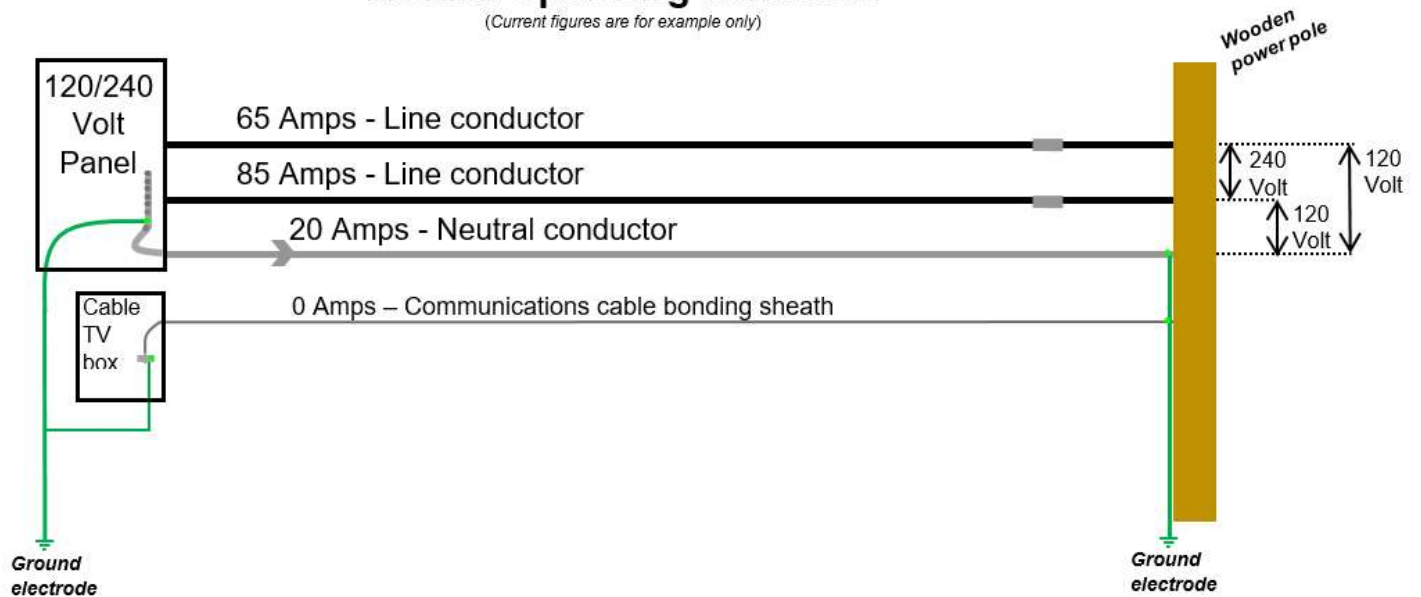 (Current figures are for example only)
Wooden
power pole
120/240
Volt
Panel
65 Amps - Line conductor
85 Amps - Line conductor
20 Amps - Neutral conductor
240
Volt
120
Volt
120
Volt
Cable
TV
box
0 Amps – Communications cable bonding sheath
Ground
electrode
Ground
electrode